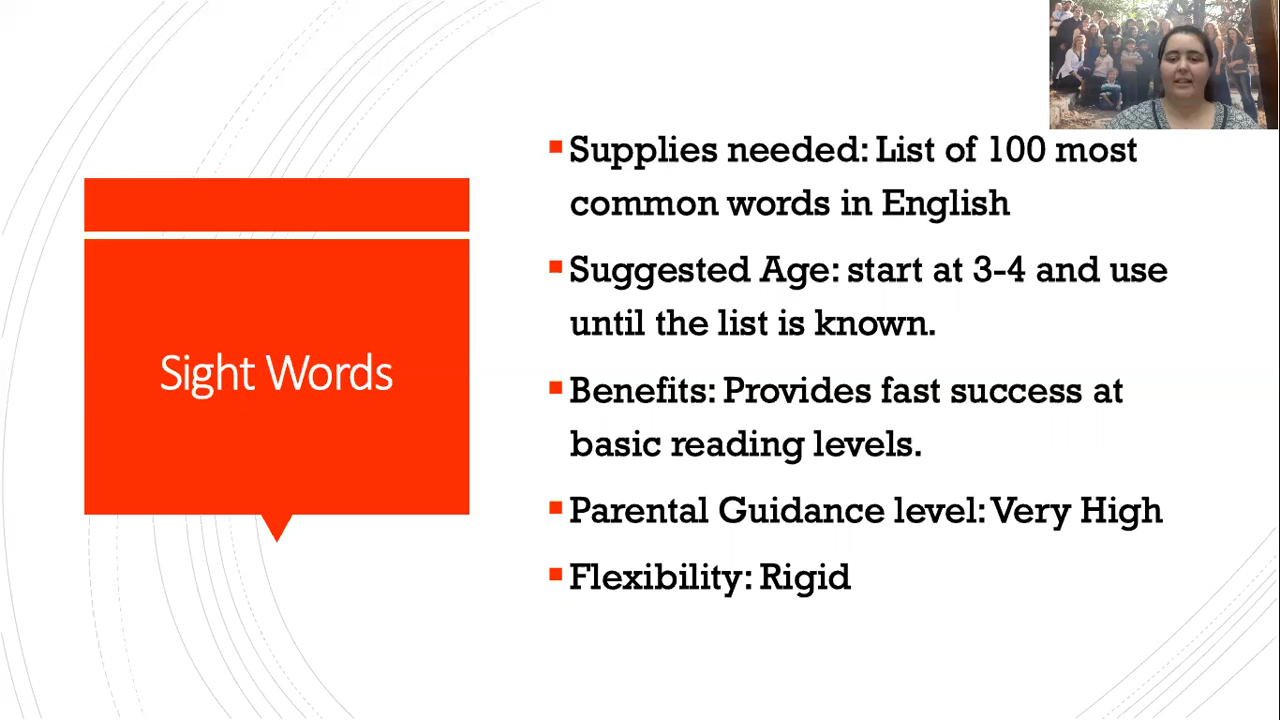 Sight Words
Supplies needed: List of 100 most
common words in English
Suggested Age: start at 3-4 and use
until the list is known.
Benefits: Provides fast success at
basic reading levels.
Parental Guidance level: Very High
Flexibility: Rigid